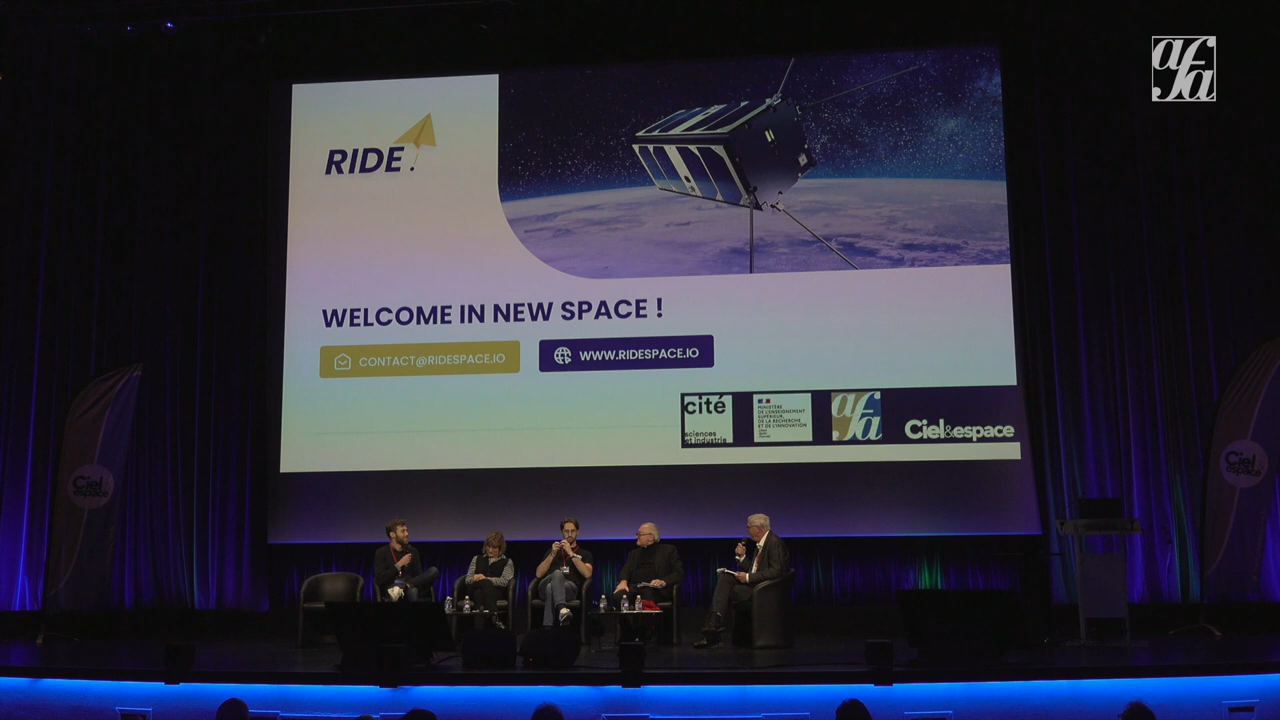 afa
RIDE.
WELCOME IN NEW SPACE !
CONTACT@RIDESPACE.IO
WWW.RIDESPACE.IO
cité
sciences
et industrie
MINISTÈRE
DE L'ENSEIGNEMENT
SUPÉRIEUR,
DE LA RECHERCHE
ET DE L'INNOVATION
afa
Ciel&espace
Ciel
espace
Ciel
espace